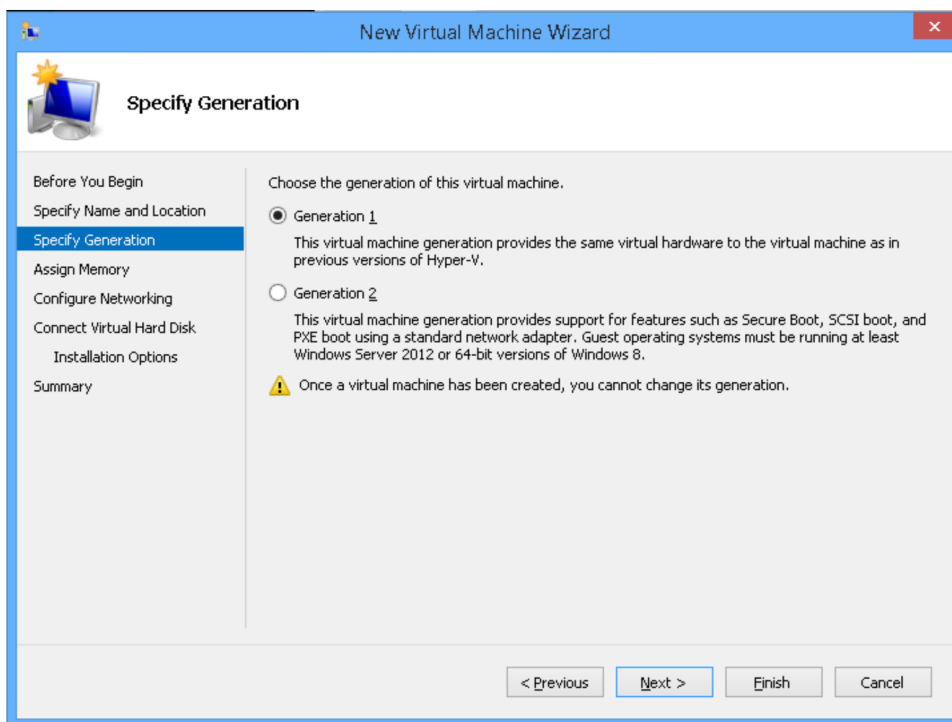 New Virtual Machine Wizard
Specify Generation
Before You Begin
Specify Name and Location
Specify Generation
Assign Memory
Configure Networking
Connect Virtual Hard Disk
Installation Options
Summary
Choose the generation of this virtual machine.
Generation 1
This virtual machine generation provides the same virtual hardware to the virtual machine as in
previous versions of Hyper-V.
Generation 2
This virtual machine generation provides support for features such as Secure Boot, SCSI boot, and
PXE boot using a standard network adapter. Guest operating systems must be running at least
Windows Server 2012 or 64-bit versions of Windows 8.
Once a virtual machine has been created, you cannot change its generation.
< Previous
Next >
Finish
Cancel